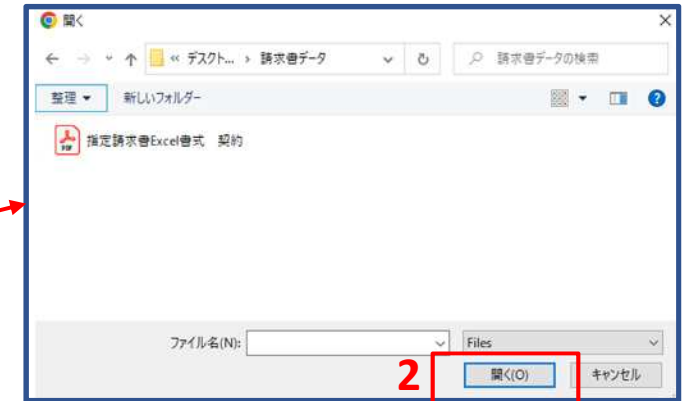 開く
« デスクト... › 請求書データ
請求書データの検索
整理
新しいフォルダー
?
PDF
指定請求書Excel書式 契約
ファイル名(N):
Files
2
開く(O)
キャンセル